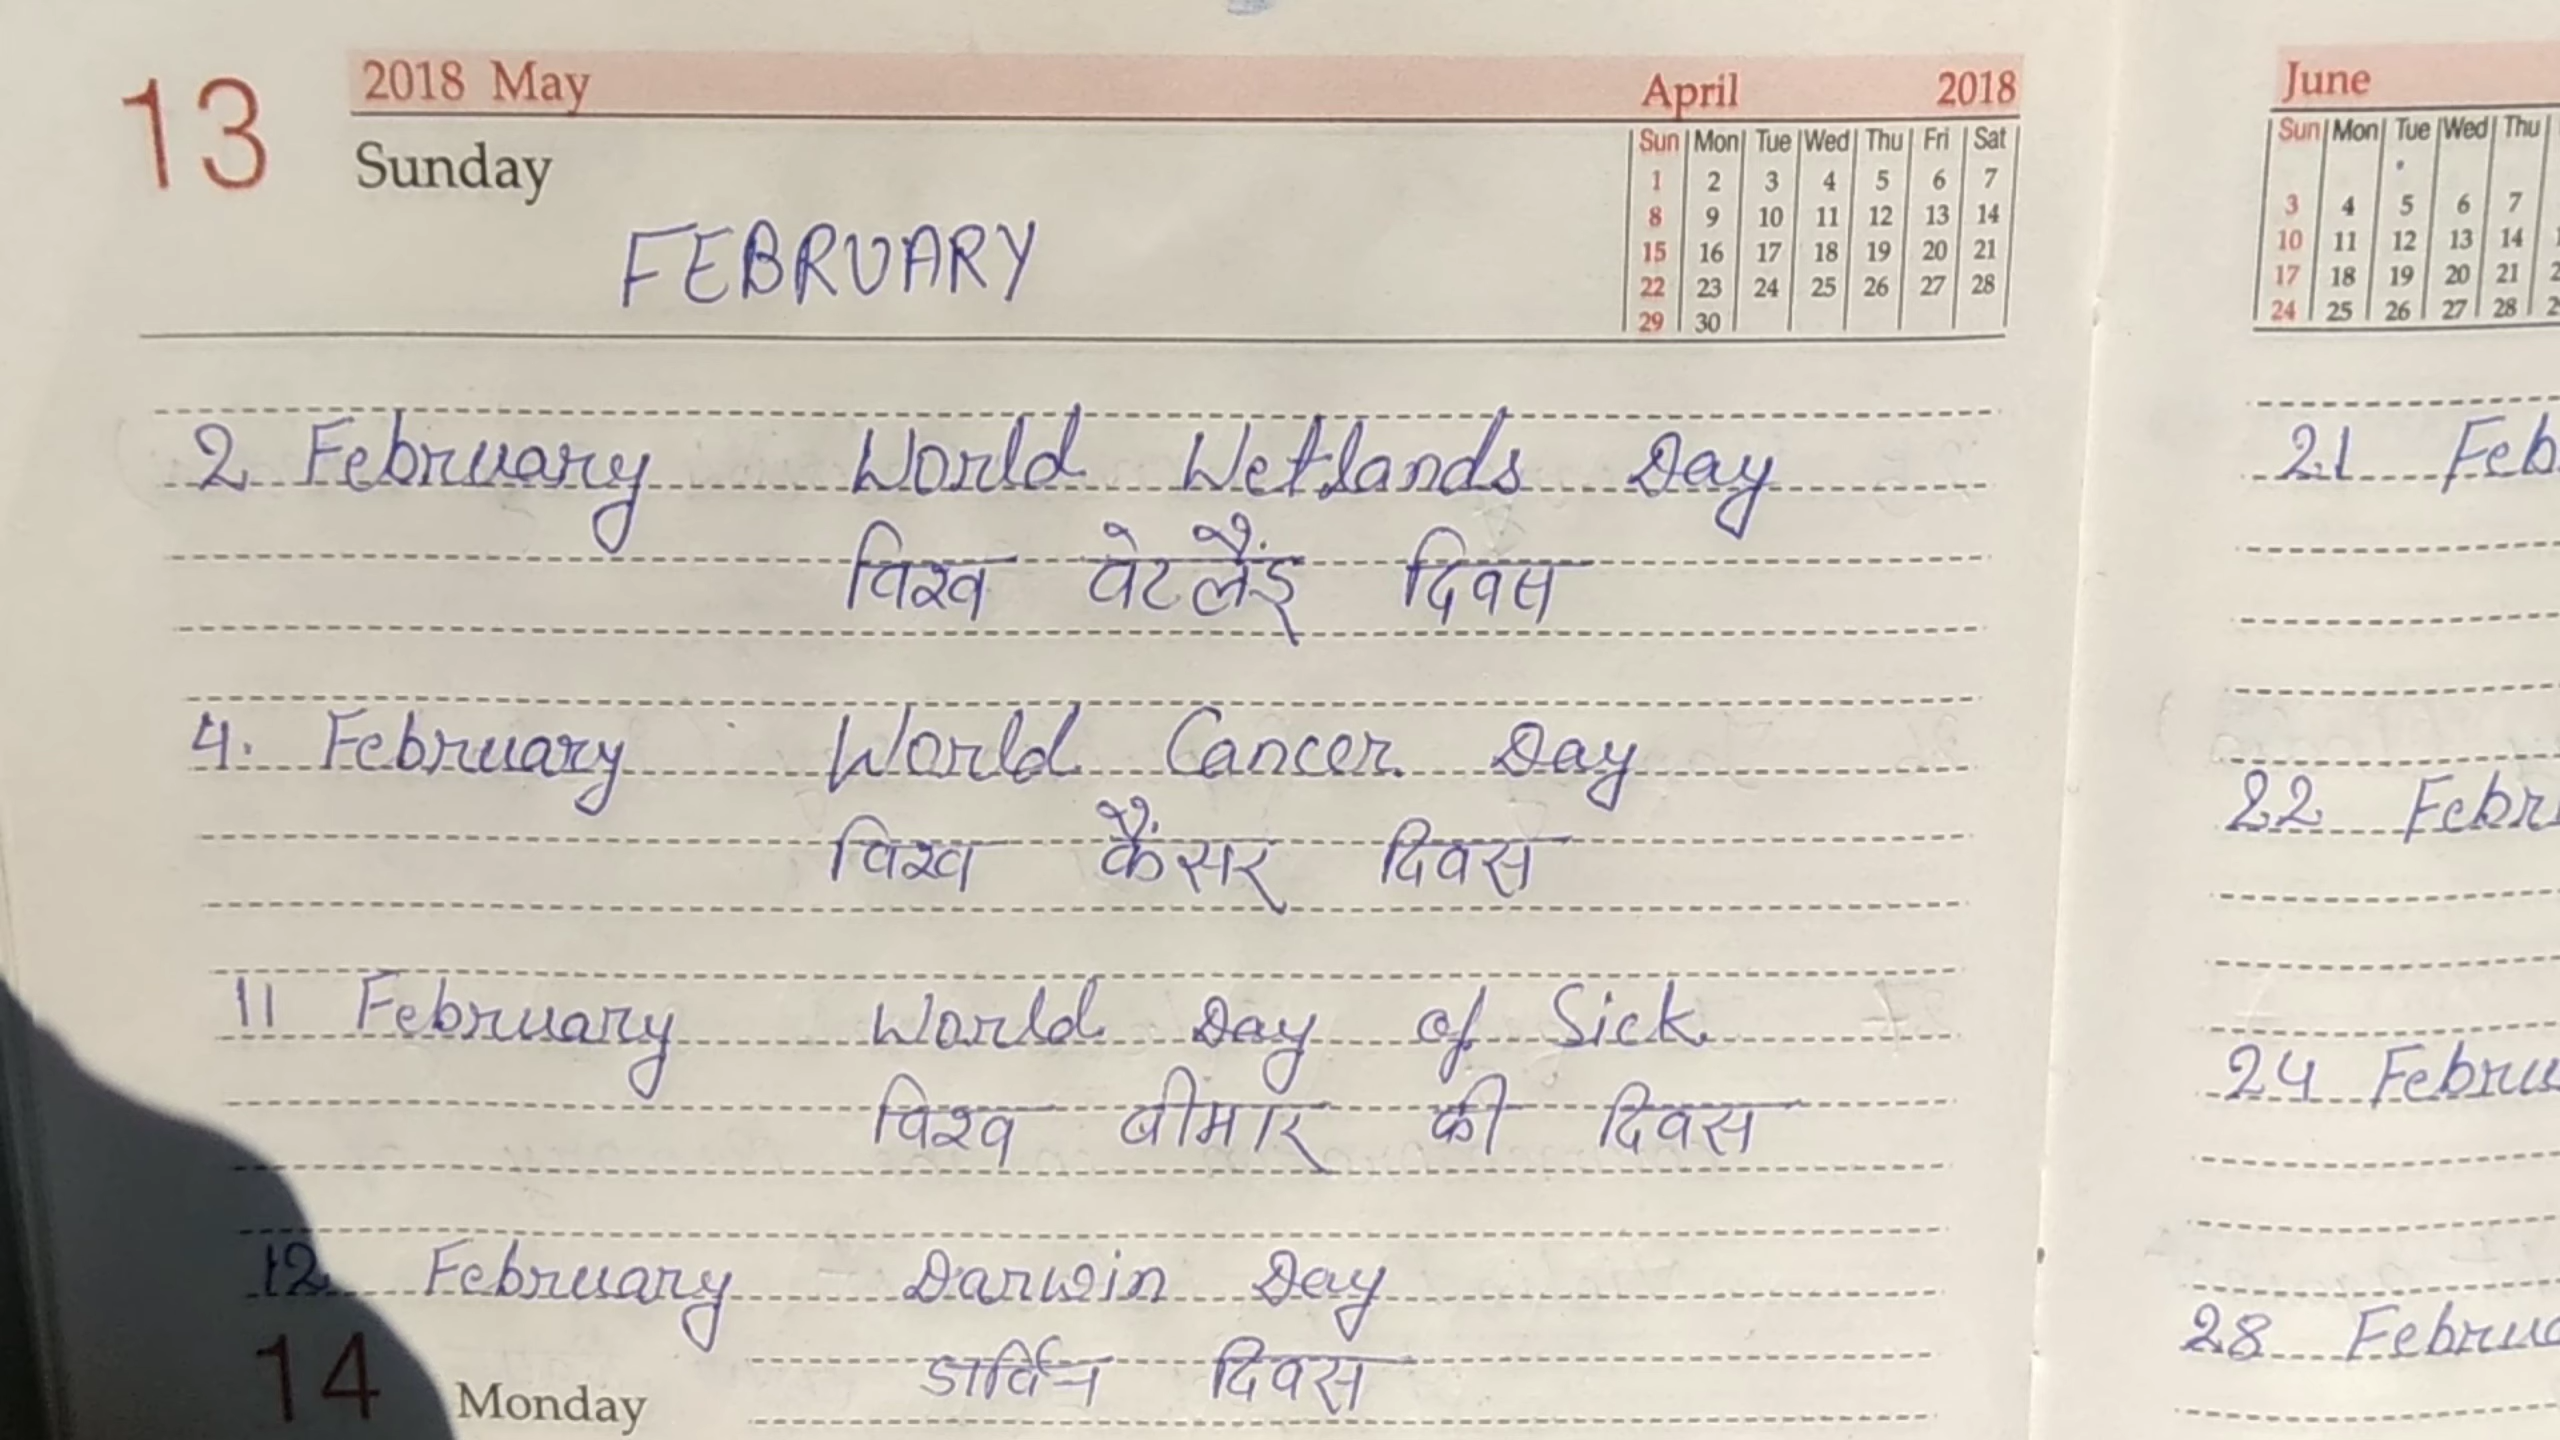 13
2018 May
Sunday
April 2018
Sun Mon Tue Wed Thu Fri Sat
1 2 3 4 5 6 7
8 9 10 11 12 13 14
15 16 17 18 19 20 21
22 23 24 25 26 27 28
29 30
FEBRUARY
2 February World Wetlands Day
विश्व वेटलैंड् दिवस
4. February World Cancer Day
विश्व कैंसर दिवस
11 February World Day of Sick
विश्व बीमार की दिवस
12 February Darwin Day
डार्विन दिवस
14
Monday
June
Sun Mon Tue Wed Thu
3 4 5 6 7
10 11 12 13 14
17 18 19 20 21
24 25 26 27 28
21 Feb
22 Febr
24 Febru
28 Febru